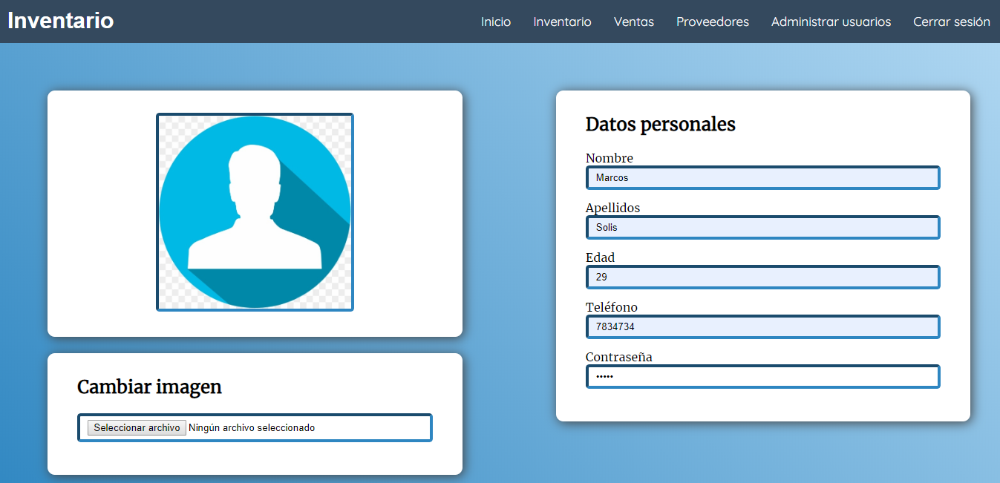 Inventario
Inicio Inventario Ventas Proveedores Administrar usuarios Cerrar sesión
Cambiar imagen
Seleccionar archivo Ningún archivo seleccionado
Datos personales
Nombre
Marcos
Apellidos
Solis
Edad
29
Teléfono
7834734
Contraseña
•••••